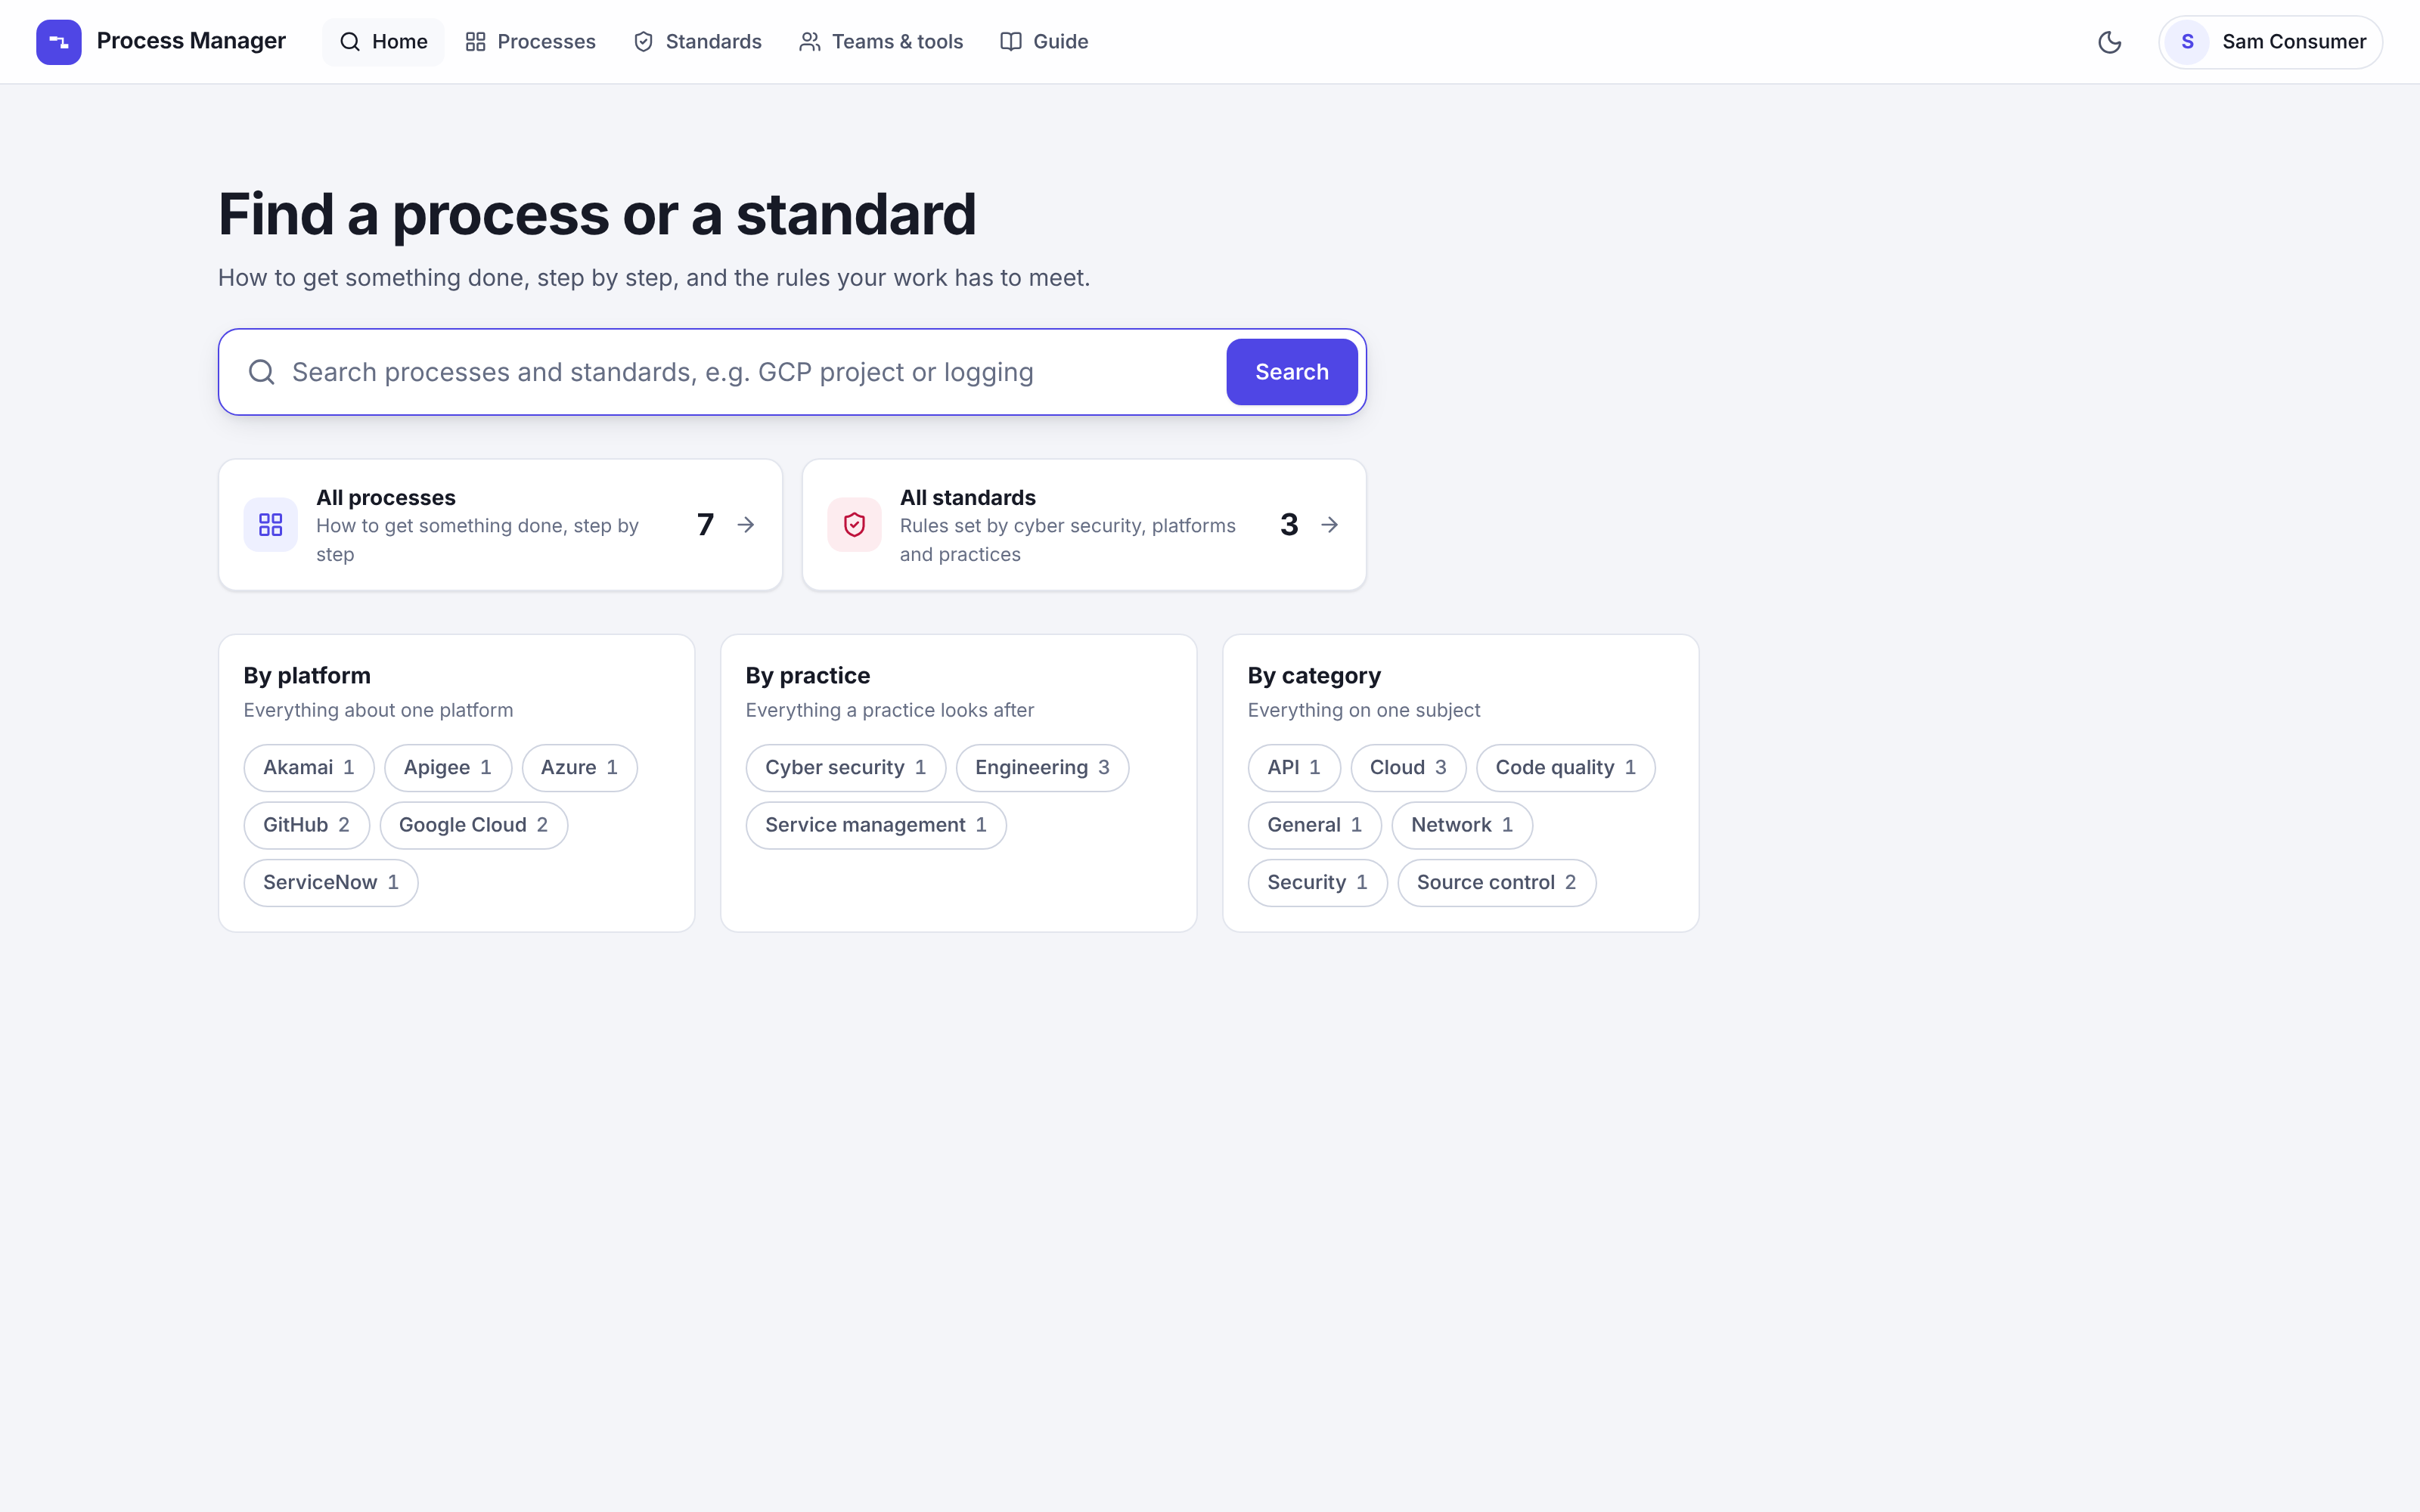 Process Manager
Home
Processes
Standards
Teams & tools
Guide
S
Sam Consumer
Find a process or a standard
How to get something done, step by step, and the rules your work has to meet.
Search processes and standards, e.g. GCP project or logging
Search
All processes
How to get something done, step by
step
7
All standards
Rules set by cyber security, platforms
and practices
3
By platform
Everything about one platform
Akamai 1 Apigee 1 Azure 1
GitHub 2 Google Cloud 2
ServiceNow 1
By practice
Everything a practice looks after
Cyber security 1 Engineering 3
Service management 1
By category
Everything on one subject
API 1 Cloud 3 Code quality 1
General 1 Network 1
Security 1 Source control 2